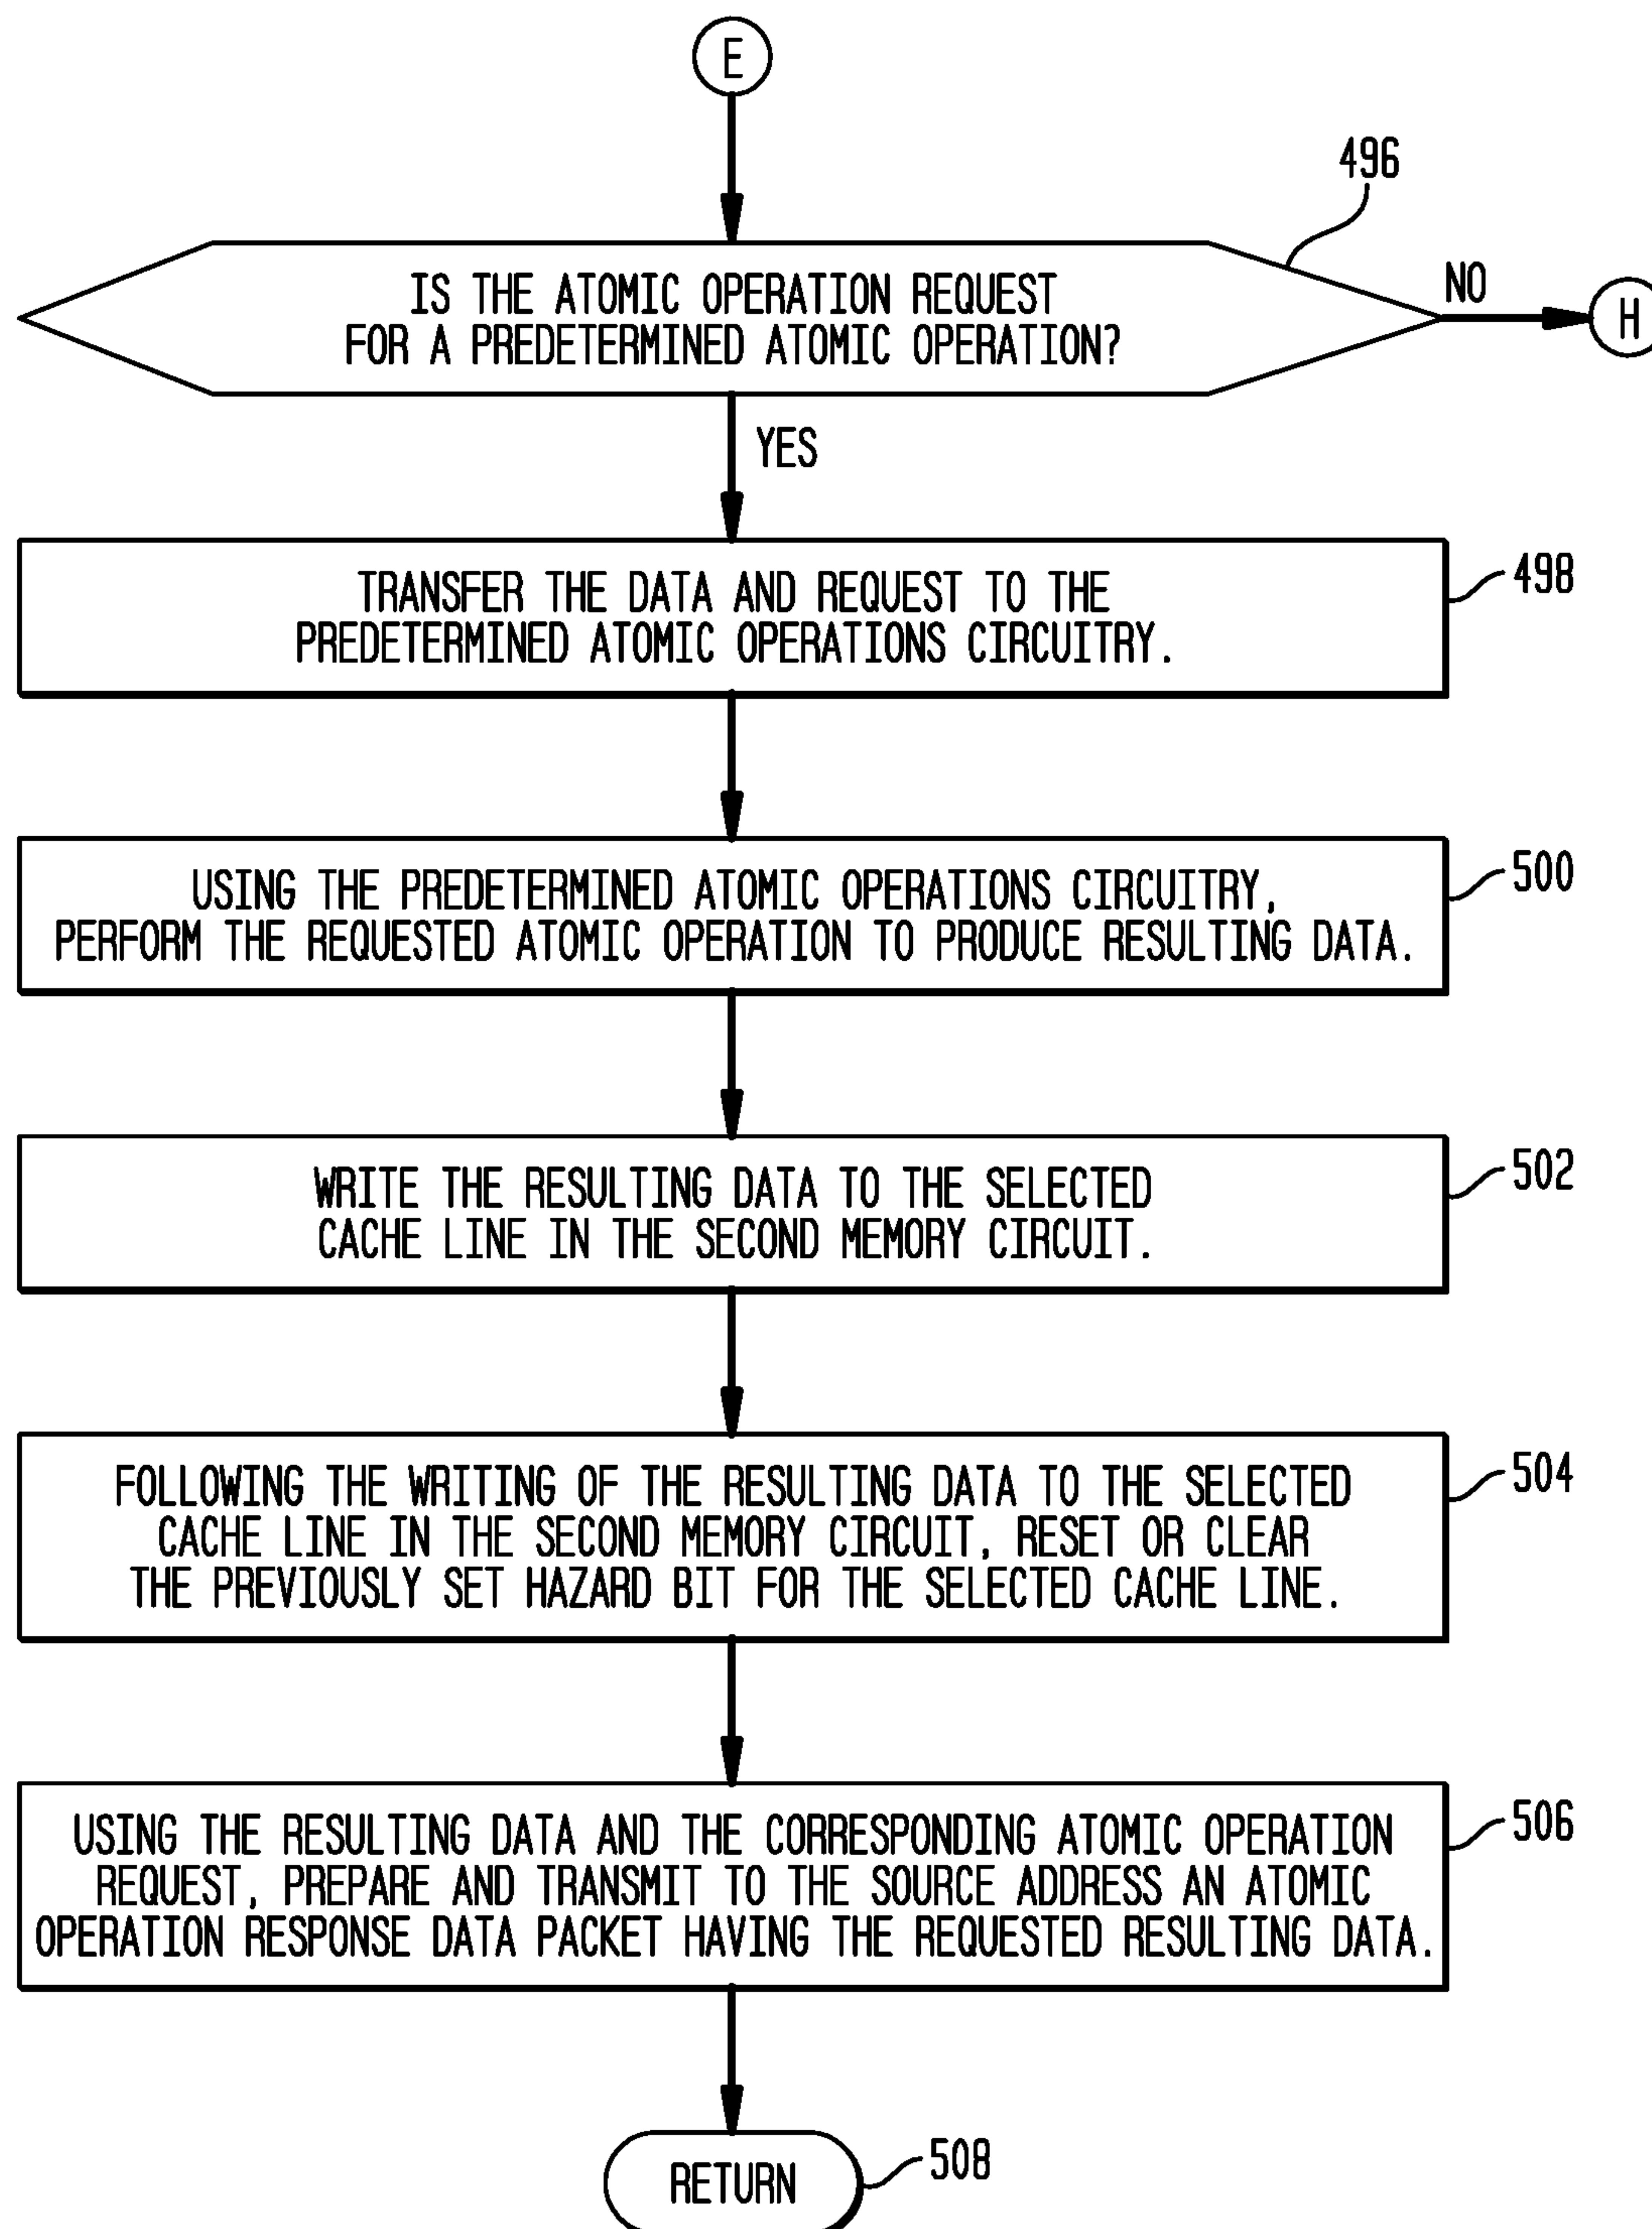 E
496
IS THE ATOMIC OPERATION REQUEST
FOR A PREDETERMINED ATOMIC OPERATION?
NO
H
YES
TRANSFER THE DATA AND REQUEST TO THE
PREDETERMINED ATOMIC OPERATIONS CIRCUITRY.
498
USING THE PREDETERMINED ATOMIC OPERATIONS CIRCUITRY,
PERFORM THE REQUESTED ATOMIC OPERATION TO PRODUCE RESULTING DATA.
500
WRITE THE RESULTING DATA TO THE SELECTED
CACHE LINE IN THE SECOND MEMORY CIRCUIT.
502
FOLLOWING THE WRITING OF THE RESULTING DATA TO THE SELECTED
CACHE LINE IN THE SECOND MEMORY CIRCUIT, RESET OR CLEAR
THE PREVIOUSLY SET HAZARD BIT FOR THE SELECTED CACHE LINE.
504
USING THE RESULTING DATA AND THE CORRESPONDING ATOMIC OPERATION
REQUEST, PREPARE AND TRANSMIT TO THE SOURCE ADDRESS AN ATOMIC
OPERATION RESPONSE DATA PACKET HAVING THE REQUESTED RESULTING DATA.
506
RETURN
508